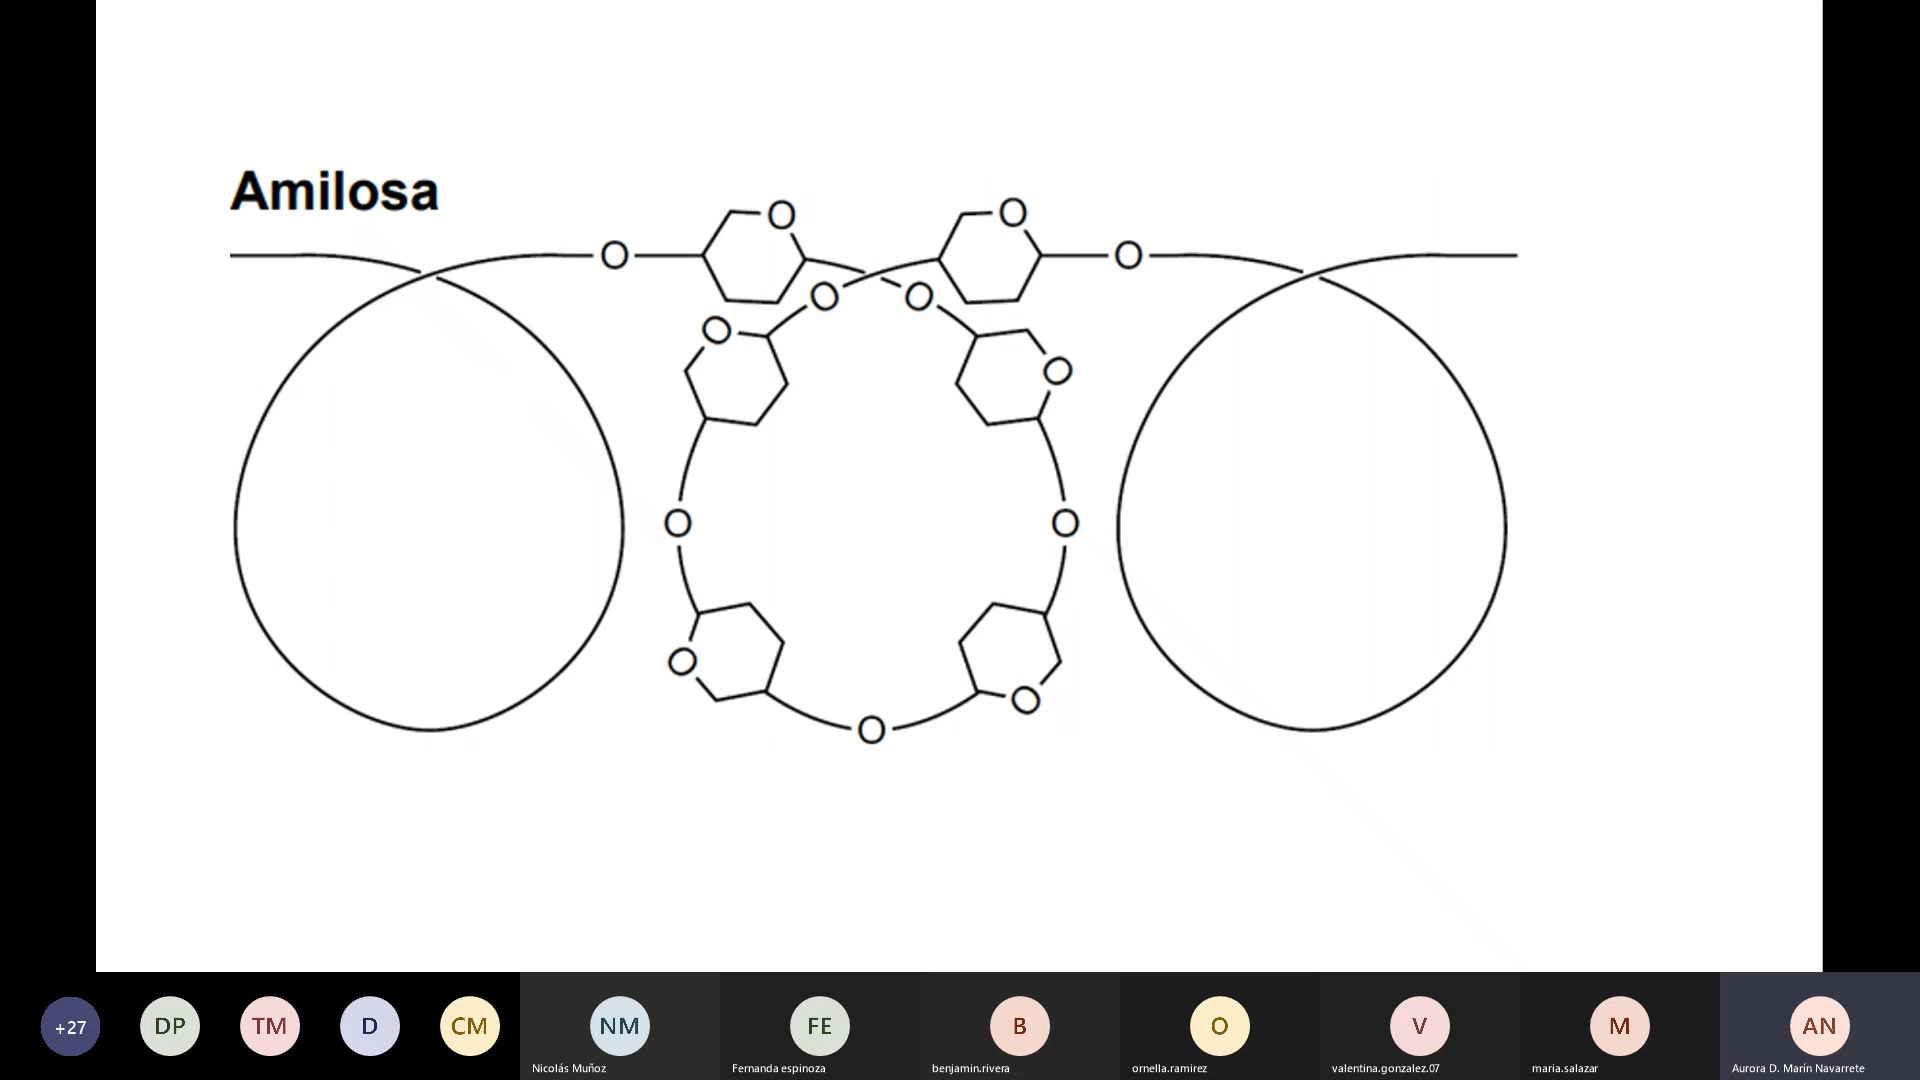 Amilosa
O O
O O
O O
O O
O O
O O
O O
O
+27 DP TM D CM NM FE B O V M AN
Nicolás Muñoz Fernanda espinoza benjamin.rivera ornella.ramirez valentina.gonzalez.07 maria.salazar Aurora D. Marín Navarrete